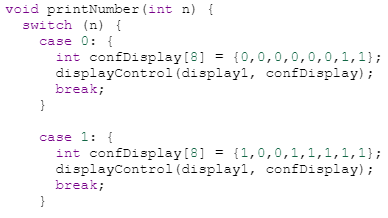 void printNumber(int n) {
switch (n) {
case 0: {
int confDisplay[8] = {0,0,0,0,0,0,1,1};
displayControl(display1, confDisplay);
break;
}
case 1: {
int confDisplay[8] = {1,0,0,1,1,1,1,1};
displayControl(display1, confDisplay);
break;
}